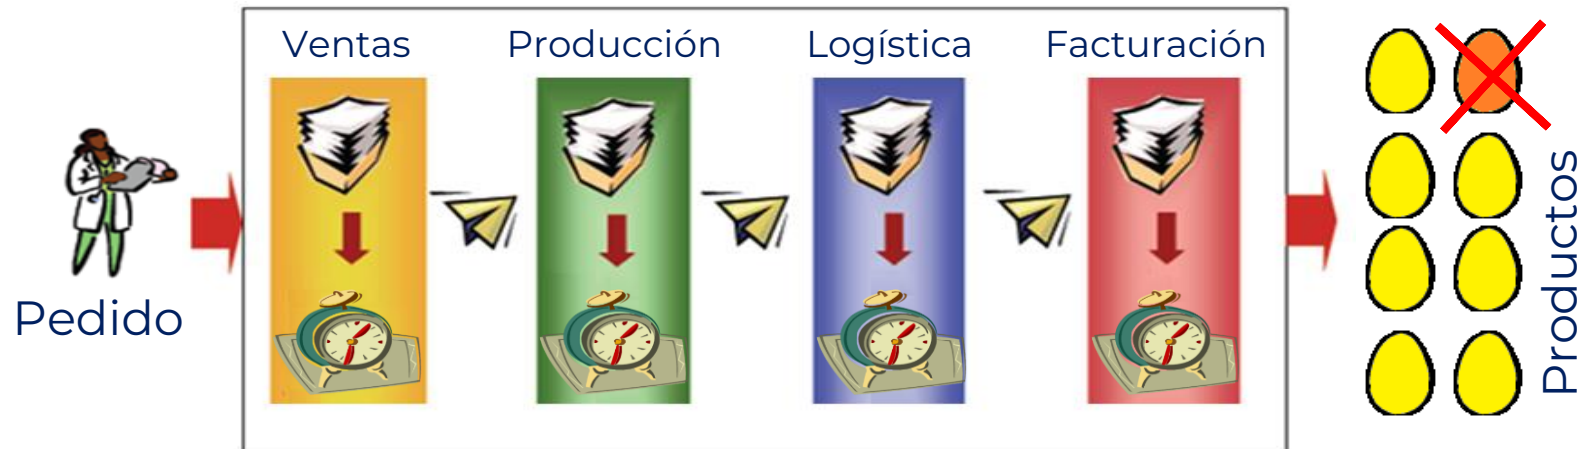 Ventas
Producción
Logística
Facturación
Pedido
Productos